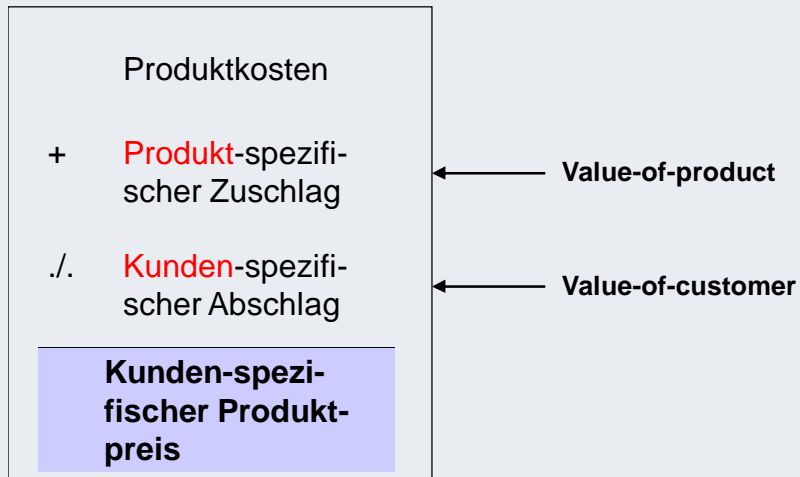 Produktkosten
+ Produkt-spezifi-
scher Zuschlag
Value-of-product
./. Kunden-spezifi-
scher Abschlag
Value-of-customer
Kunden-spezi-
fischer Produkt-
preis